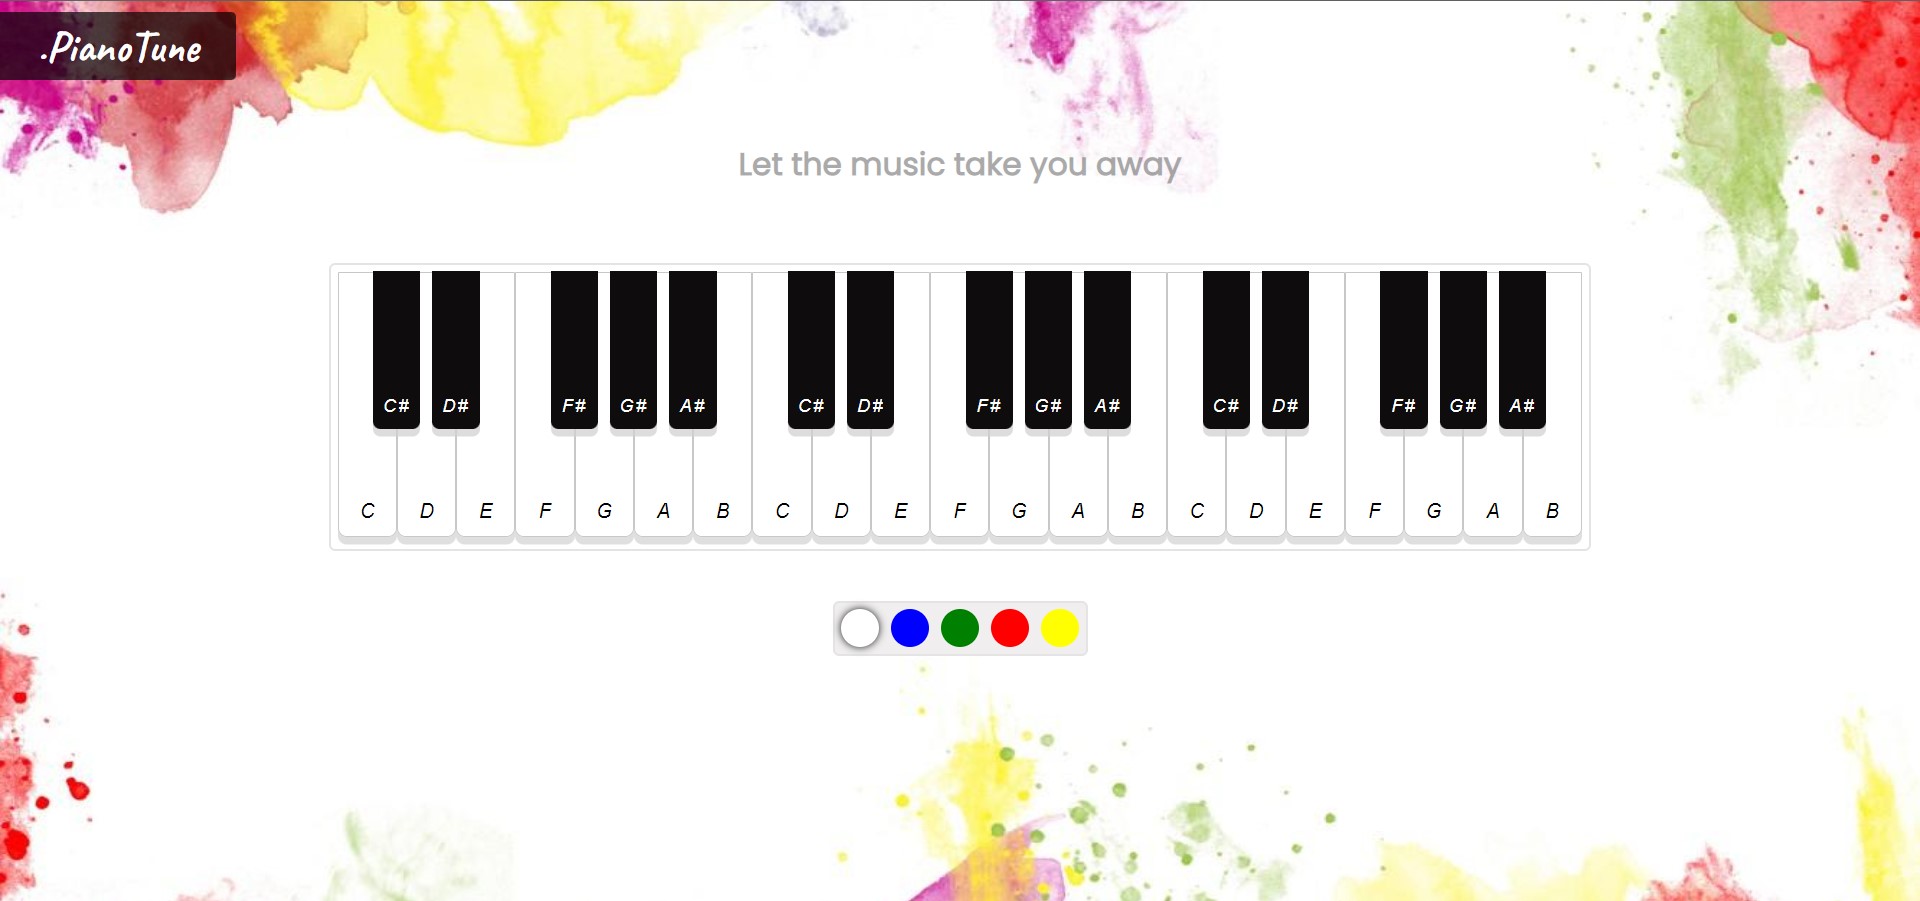 .PianoTune
Let the music take you away
C# D# F# G# A# C# D# F# G# A# C# D# F# G# A#
C D E F G A B C D E F G A B C D E F G A B